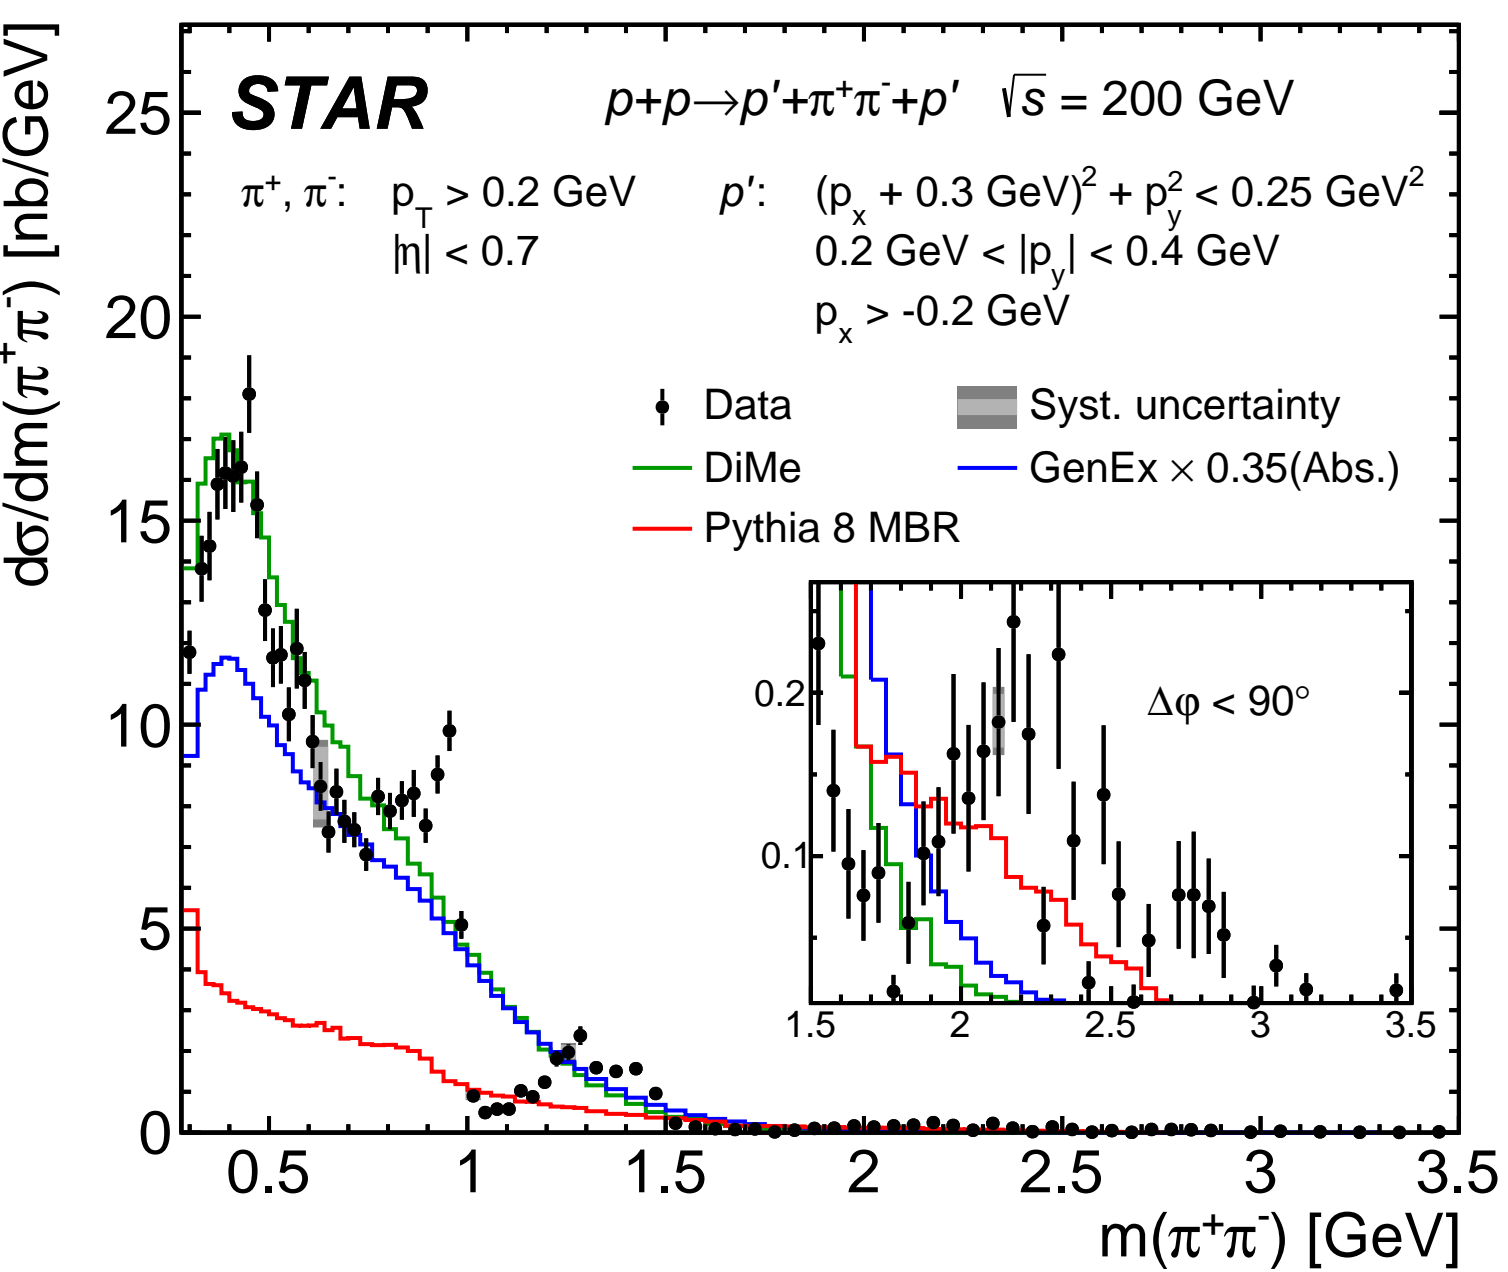 STAR
p+p→p′+π⁺π⁻+p′ √s = 200 GeV
π⁺, π⁻: p_T > 0.2 GeV p′: (p_x + 0.3 GeV)² + p_y² < 0.25 GeV²
|η| < 0.7 0.2 GeV < |p_y| < 0.4 GeV
p_x > -0.2 GeV
Data Syst. uncertainty
DiMe GenEx × 0.35(Abs.)
Pythia 8 MBR
dσ/dm(π⁺π⁻) [nb/GeV]
25
20
15
10
5
0
Δφ < 90°
0.2
0.1
1.5 2 2.5 3 3.5
0.5 1 1.5 2 2.5 3 3.5
m(π⁺π⁻) [GeV]